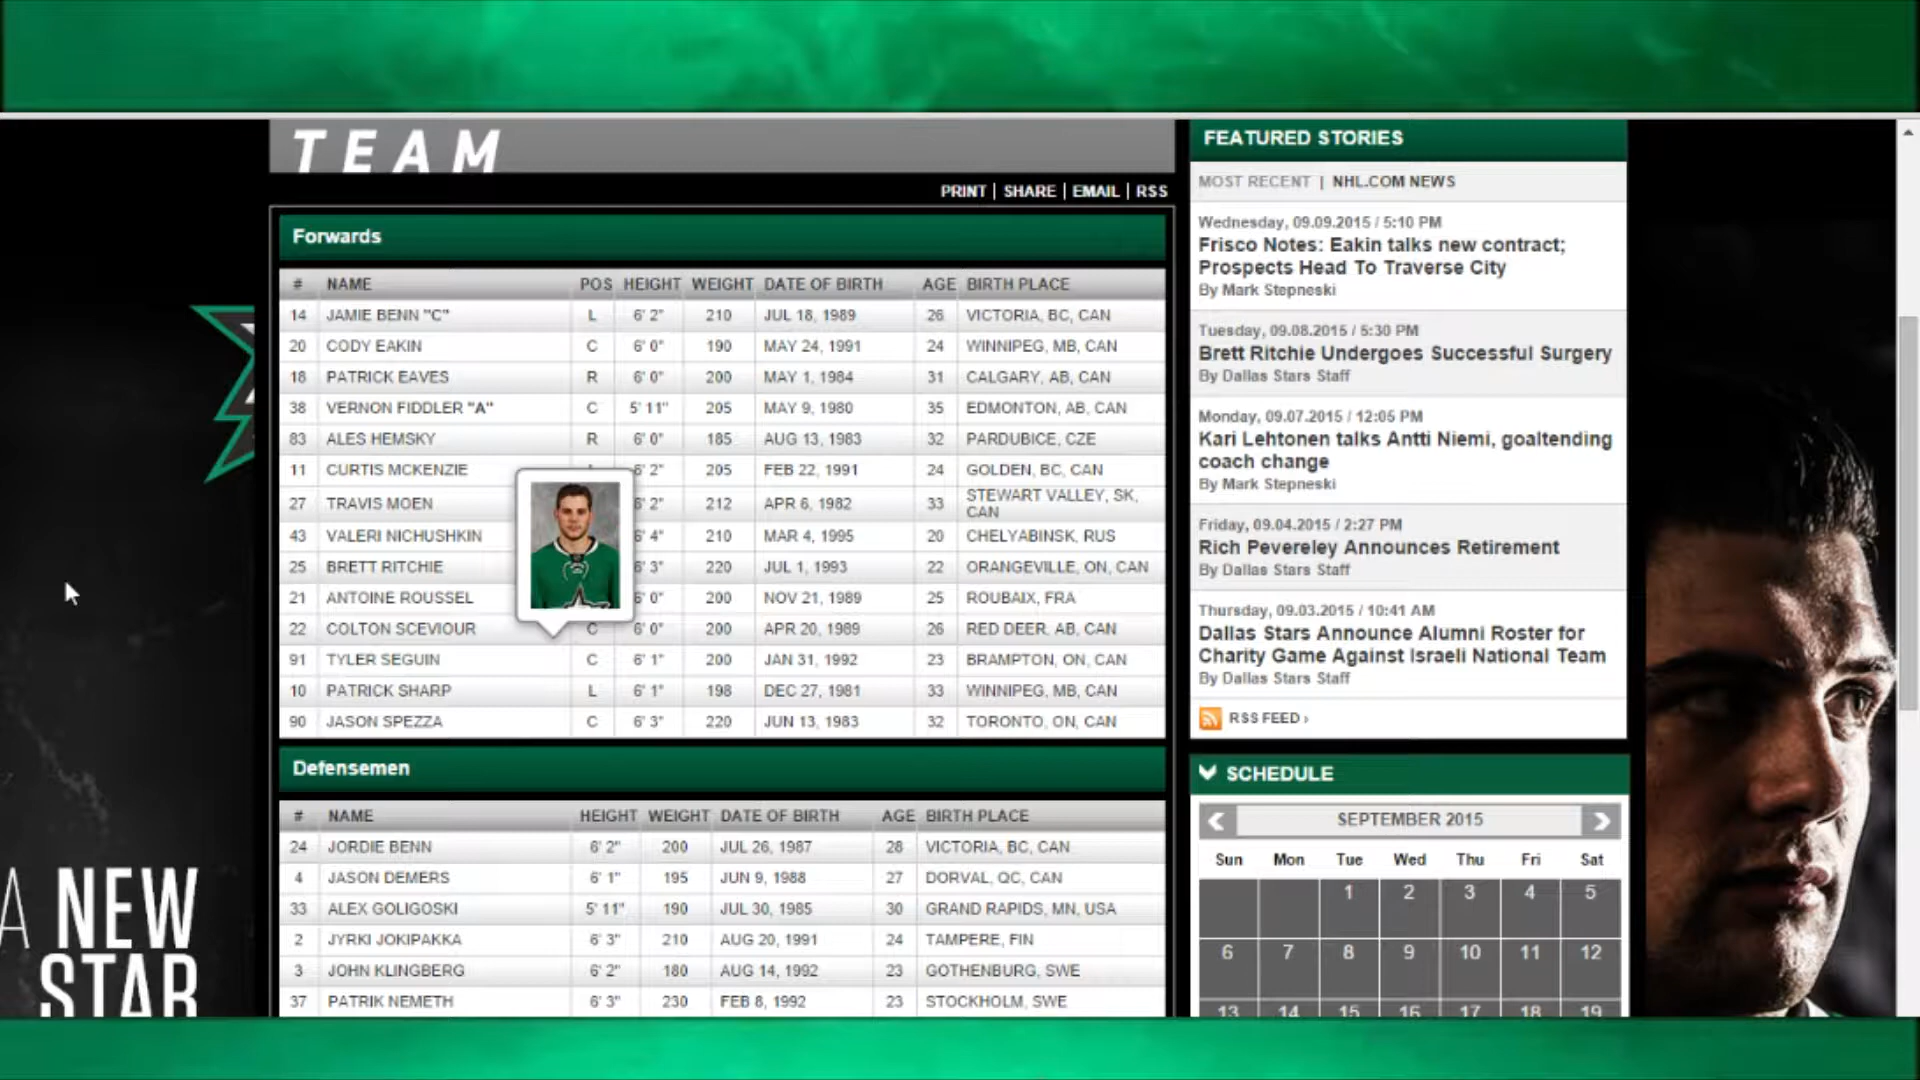 TEAM
PRINT | SHARE | EMAIL | RSS
Forwards
# NAME POS HEIGHT WEIGHT DATE OF BIRTH AGE BIRTH PLACE
14 JAMIE BENN "C" L 6' 2" 210 JUL 18, 1989 26 VICTORIA, BC, CAN
20 CODY EAKIN C 6' 0" 190 MAY 24, 1991 24 WINNIPEG, MB, CAN
18 PATRICK EAVES R 6' 0" 200 MAY 1, 1984 31 CALGARY, AB, CAN
38 VERNON FIDDLER "A" C 5' 11" 205 MAY 9, 1980 35 EDMONTON, AB, CAN
83 ALES HEMSKY R 6' 0" 185 AUG 13, 1983 32 PARDUBICE, CZE
11 CURTIS MCKENZIE 6' 2" 205 FEB 22, 1991 24 GOLDEN, BC, CAN
27 TRAVIS MOEN 6' 2" 212 APR 6, 1982 33 STEWART VALLEY, SK,
CAN
43 VALERI NICHUSHKIN 6' 4" 210 MAR 4, 1995 20 CHELYABINSK, RUS
25 BRETT RITCHIE 6' 3" 220 JUL 1, 1993 22 ORANGEVILLE, ON, CAN
21 ANTOINE ROUSSEL 6' 0" 200 NOV 21, 1989 25 ROUBAIX, FRA
22 COLTON SCEVIOUR C 6' 0" 200 APR 20, 1989 26 RED DEER, AB, CAN
91 TYLER SEGUIN C 6' 1" 200 JAN 31, 1992 23 BRAMPTON, ON, CAN
10 PATRICK SHARP L 6' 1" 198 DEC 27, 1981 33 WINNIPEG, MB, CAN
90 JASON SPEZZA C 6' 3" 220 JUN 13, 1983 32 TORONTO, ON, CAN
Defensemen
# NAME HEIGHT WEIGHT DATE OF BIRTH AGE BIRTH PLACE
24 JORDIE BENN 6' 2" 200 JUL 26, 1987 28 VICTORIA, BC, CAN
4 JASON DEMERS 6' 1" 195 JUN 9, 1988 27 DORVAL, QC, CAN
33 ALEX GOLIGOSKI 5' 11" 190 JUL 30, 1985 30 GRAND RAPIDS, MN, USA
2 JYRKI JOKIPAKKA 6' 3" 210 AUG 20, 1991 24 TAMPERE, FIN
3 JOHN KLINGBERG 6' 2" 180 AUG 14, 1992 23 GOTHENBURG, SWE
37 PATRIK NEMETH 6' 3" 230 FEB 8, 1992 23 STOCKHOLM, SWE
FEATURED STORIES
MOST RECENT | NHL.COM NEWS
Wednesday, 09.09.2015 / 5:10 PM
Frisco Notes: Eakin talks new contract;
Prospects Head To Traverse City
By Mark Stepneski
Tuesday, 09.08.2015 / 5:30 PM
Brett Ritchie Undergoes Successful Surgery
By Dallas Stars Staff
Monday, 09.07.2015 / 12:05 PM
Kari Lehtonen talks Antti Niemi, goaltending
coach change
By Mark Stepneski
Friday, 09.04.2015 / 2:27 PM
Rich Pevereley Announces Retirement
By Dallas Stars Staff
Thursday, 09.03.2015 / 10:41 AM
Dallas Stars Announce Alumni Roster for
Charity Game Against Israeli National Team
By Dallas Stars Staff
RSS FEED ›
SCHEDULE
SEPTEMBER 2015
Sun Mon Tue Wed Thu Fri Sat
1 2 3 4 5
6 7 8 9 10 11 12
13 14 15 16 17 18 19
A NEW
STAR